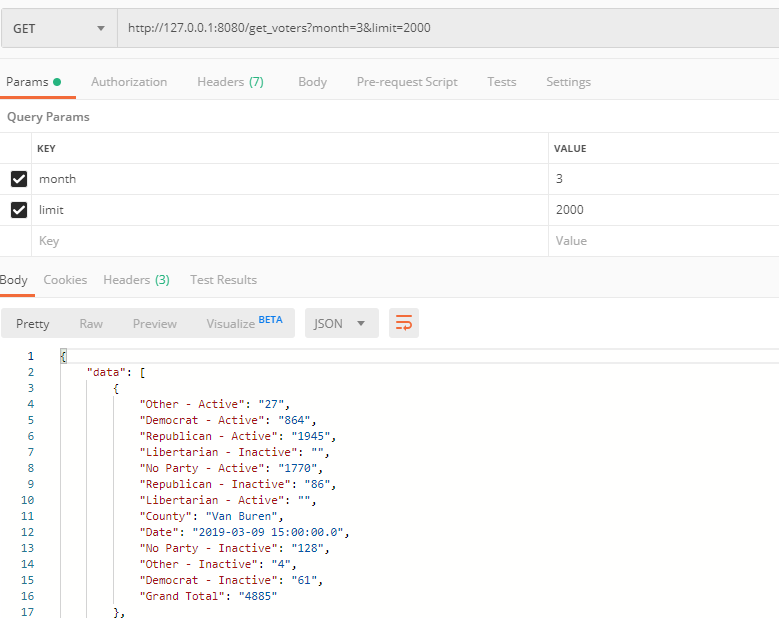 GET http://127.0.0.1:8080/get_voters?month=3&limit=2000
Params Authorization Headers (7) Body Pre-request Script Tests Settings
Query Params
KEY VALUE
month 3
limit 2000
Key Value
Body Cookies Headers (3) Test Results
Pretty Raw Preview Visualize BETA JSON
1 {
2 "data": [
3 {
4 "Other - Active": "27",
5 "Democrat - Active": "864",
6 "Republican - Active": "1945",
7 "Libertarian - Inactive": "",
8 "No Party - Active": "1770",
9 "Republican - Inactive": "86",
10 "Libertarian - Active": "",
11 "County": "Van Buren",
12 "Date": "2019-03-09 15:00:00.0",
13 "No Party - Inactive": "128",
14 "Other - Inactive": "4",
15 "Democrat - Inactive": "61",
16 "Grand Total": "4885"
17 },